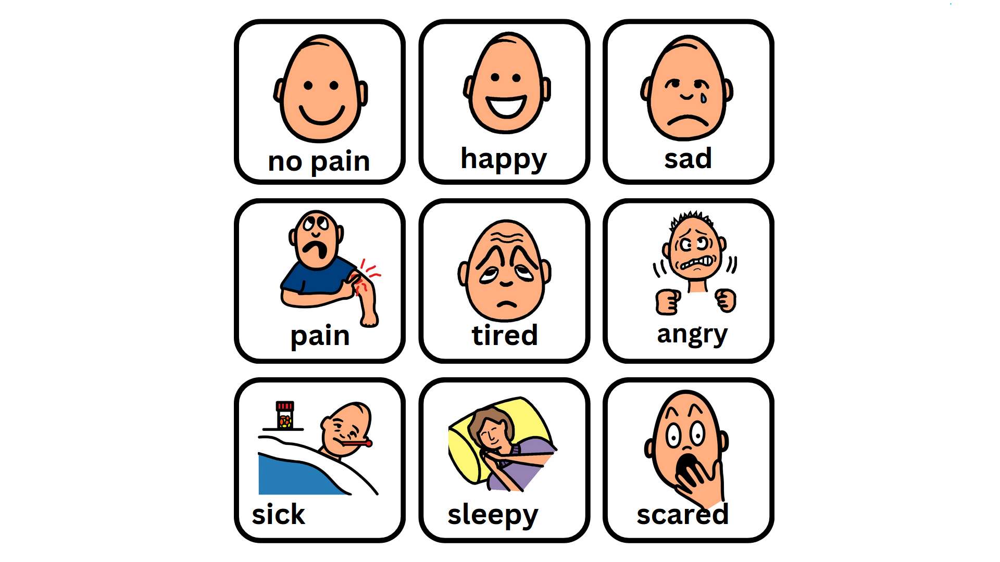 no pain
happy
sad
pain
tired
angry
sick
sleepy
scared